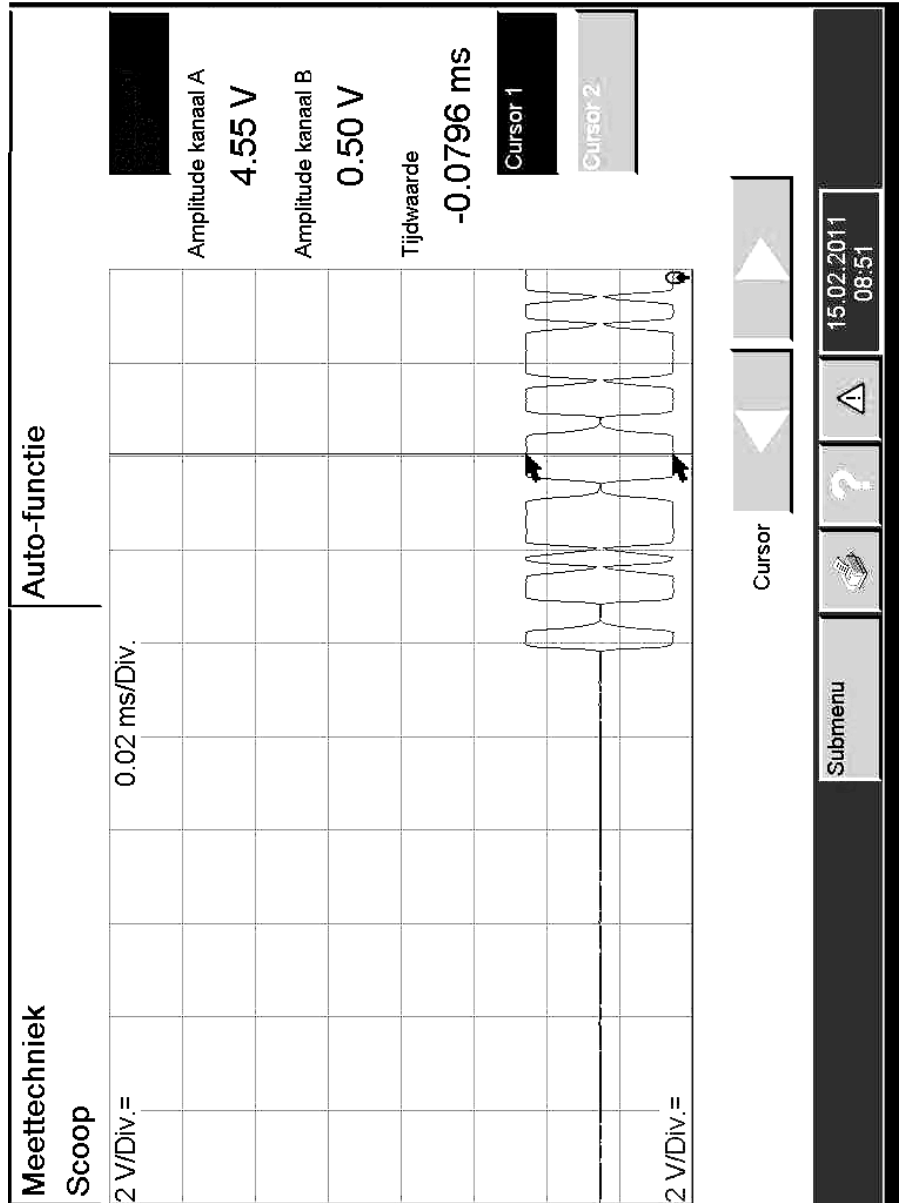 Meettechniek
Auto-functie
Scoop
2 V/Div.=
0.02 ms/Div.
2 V/Div.=
Amplitude kanaal A
4.55 V
Amplitude kanaal B
0.50 V
Tijdwaarde
-0.0796 ms
Cursor 1
Cursor 2
Cursor
Submenu
?
15.02.2011
08:51